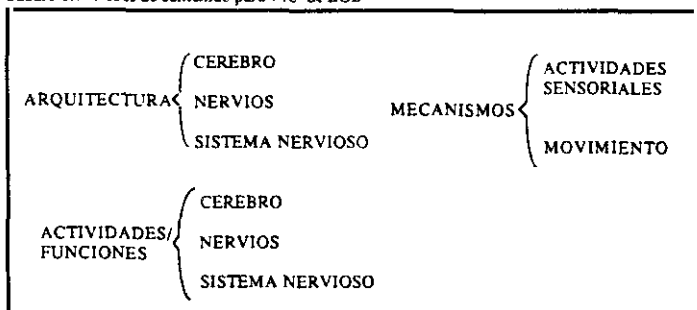 ARQUITECTURA
CEREBRO
NERVIOS
SISTEMA NERVIOSO
MECANISMOS
ACTIVIDADES
SENSORIALES
MOVIMIENTO
ACTIVIDADES/
FUNCIONES
CEREBRO
NERVIOS
SISTEMA NERVIOSO